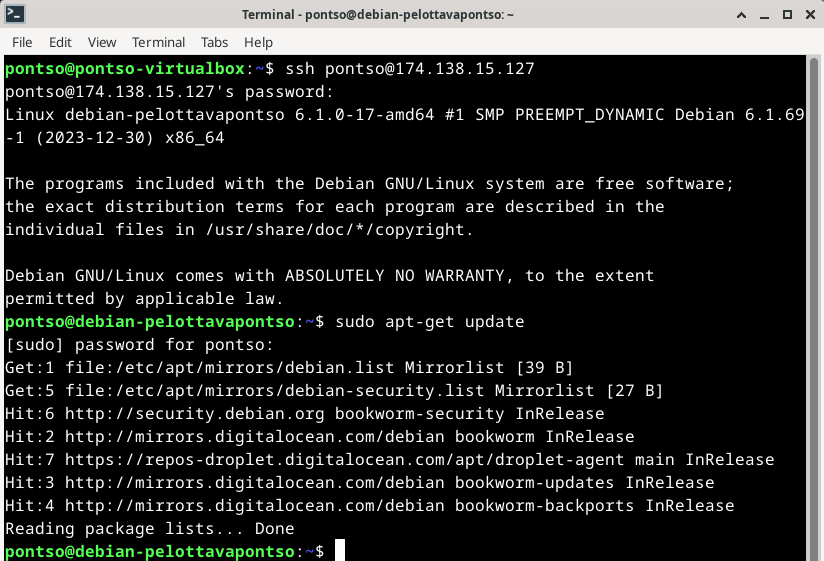 Terminal - pontso@debian-pelottavapontso: ~
File Edit View Terminal Tabs Help
pontso@pontso-virtualbox:~$ ssh pontso@174.138.15.127
pontso@174.138.15.127's password:
Linux debian-pelottavapontso 6.1.0-17-amd64 #1 SMP PREEMPT_DYNAMIC Debian 6.1.69
-1 (2023-12-30) x86_64
The programs included with the Debian GNU/Linux system are free software;
the exact distribution terms for each program are described in the
individual files in /usr/share/doc/*/copyright.
Debian GNU/Linux comes with ABSOLUTELY NO WARRANTY, to the extent
permitted by applicable law.
pontso@debian-pelottavapontso:~$ sudo apt-get update
[sudo] password for pontso:
Get:1 file:/etc/apt/mirrors/debian.list Mirrorlist [39 B]
Get:5 file:/etc/apt/mirrors/debian-security.list Mirrorlist [27 B]
Hit:6 http://security.debian.org bookworm-security InRelease
Hit:2 http://mirrors.digitalocean.com/debian bookworm InRelease
Hit:7 https://repos-droplet.digitalocean.com/apt/droplet-agent main InRelease
Hit:3 http://mirrors.digitalocean.com/debian bookworm-updates InRelease
Hit:4 http://mirrors.digitalocean.com/debian bookworm-backports InRelease
Reading package lists... Done
pontso@debian-pelottavapontso:~$